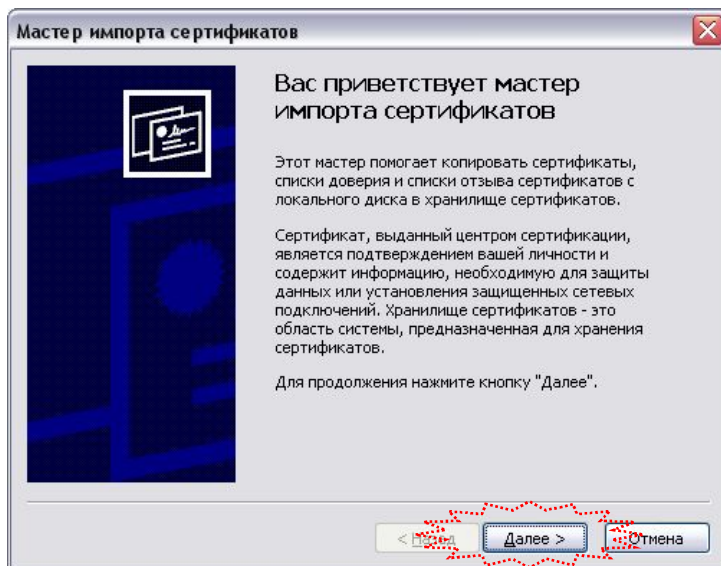 Мастер импорта сертификатов
Вас приветствует мастер
импорта сертификатов
Этот мастер помогает копировать сертификаты,
списки доверия и списки отзыва сертификатов с
локального диска в хранилище сертификатов.
Сертификат, выданный центром сертификации,
является подтверждением вашей личности и
содержит информацию, необходимую для защиты
данных или установления защищенных сетевых
подключений. Хранилище сертификатов - это
область системы, предназначенная для хранения
сертификатов.
Для продолжения нажмите кнопку "Далее".
< Назад
Далее >
Отмена